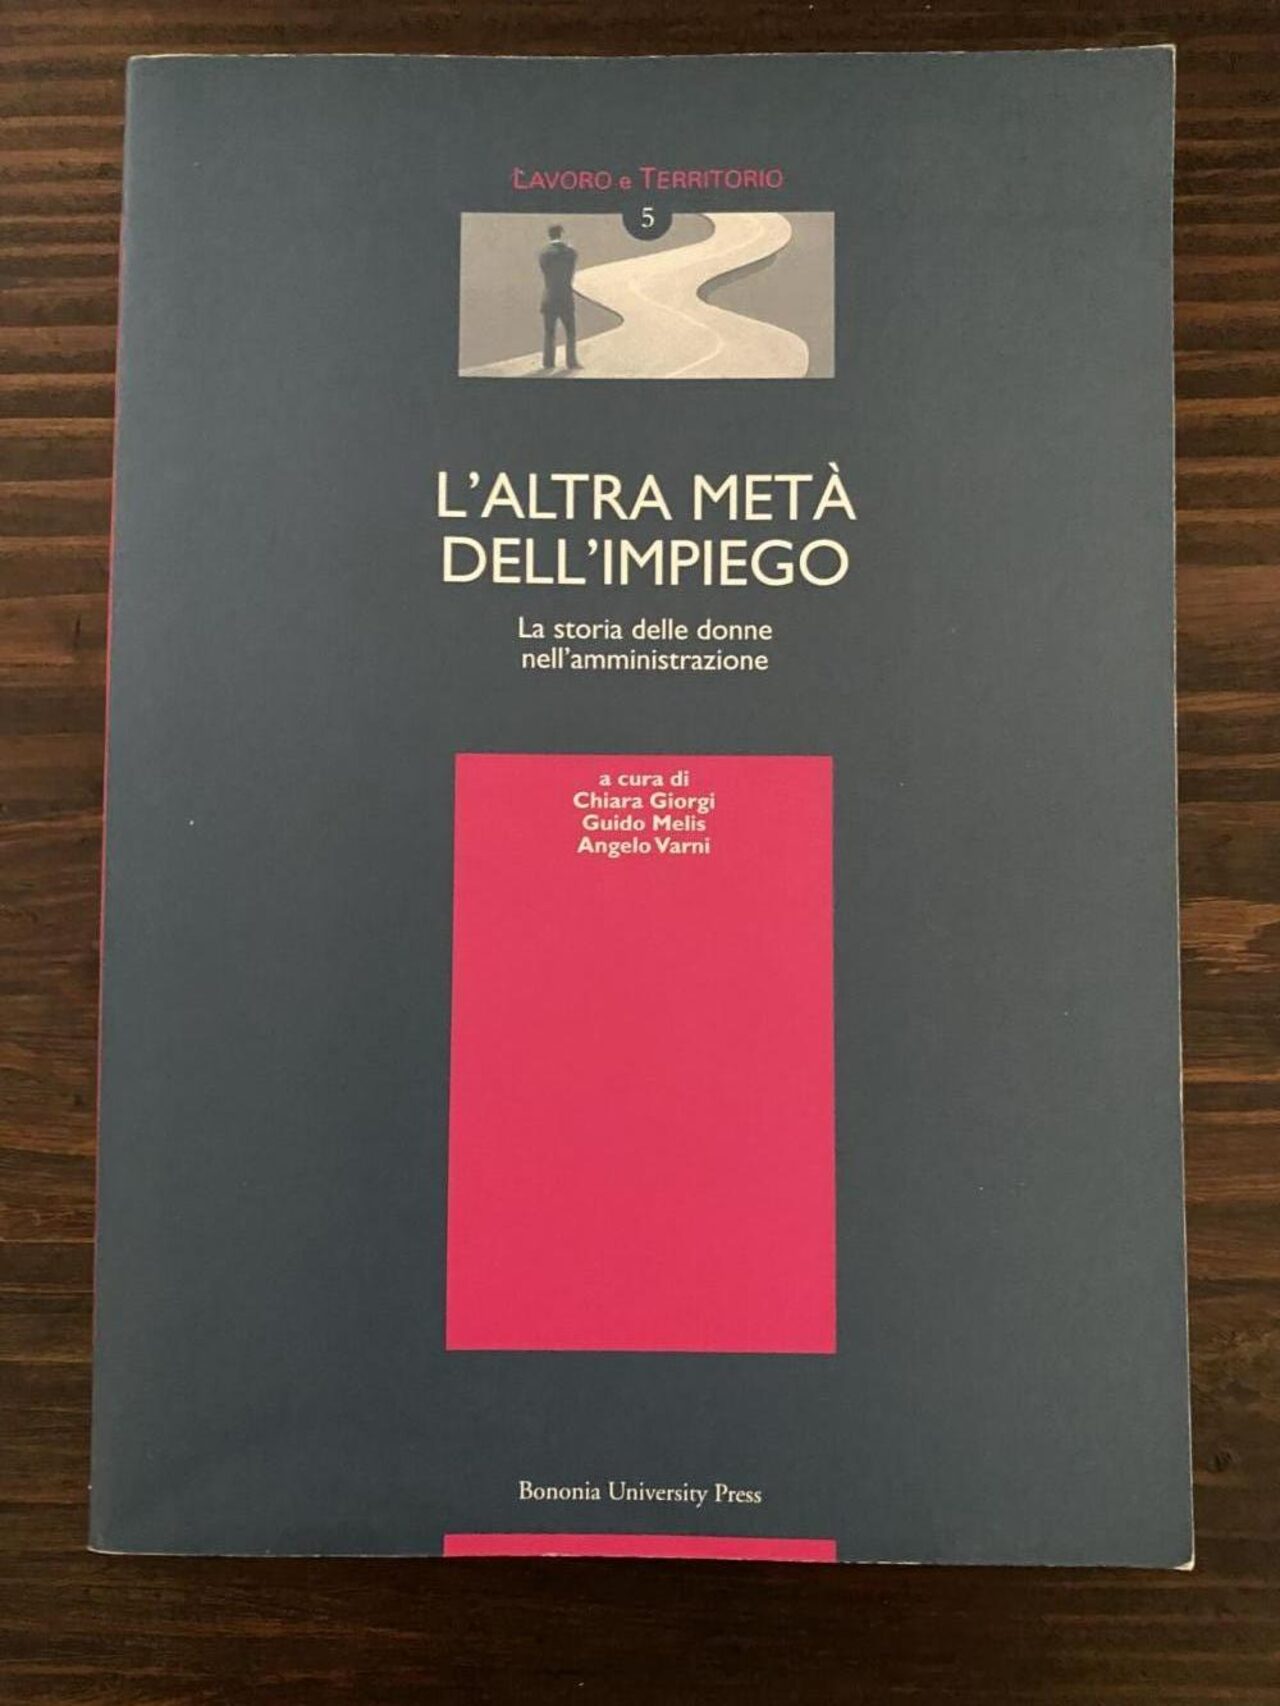 LAVORO e TERRITORIO
5
L'ALTRA METÀ
DELL'IMPIEGO
La storia delle donne
nell'amministrazione
a cura di
Chiara Giorgi
Guido Melis
Angelo Varni
Bononia University Press